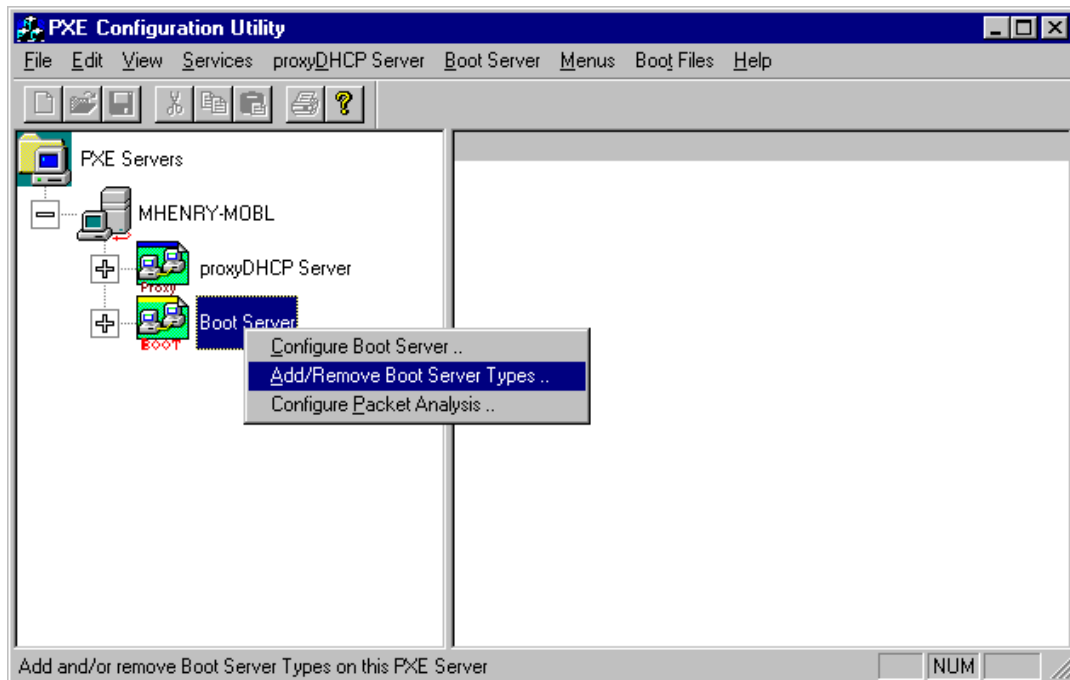 PXE Configuration Utility
File Edit View Services proxyDHCP Server Boot Server Menus Boot Files Help
PXE Servers
MHENRY-MOBL
proxyDHCP Server
Proxy
Boot Server
BOOT
Configure Boot Server ..
Add/Remove Boot Server Types ..
Configure Packet Analysis ..
Add and/or remove Boot Server Types on this PXE Server
NUM